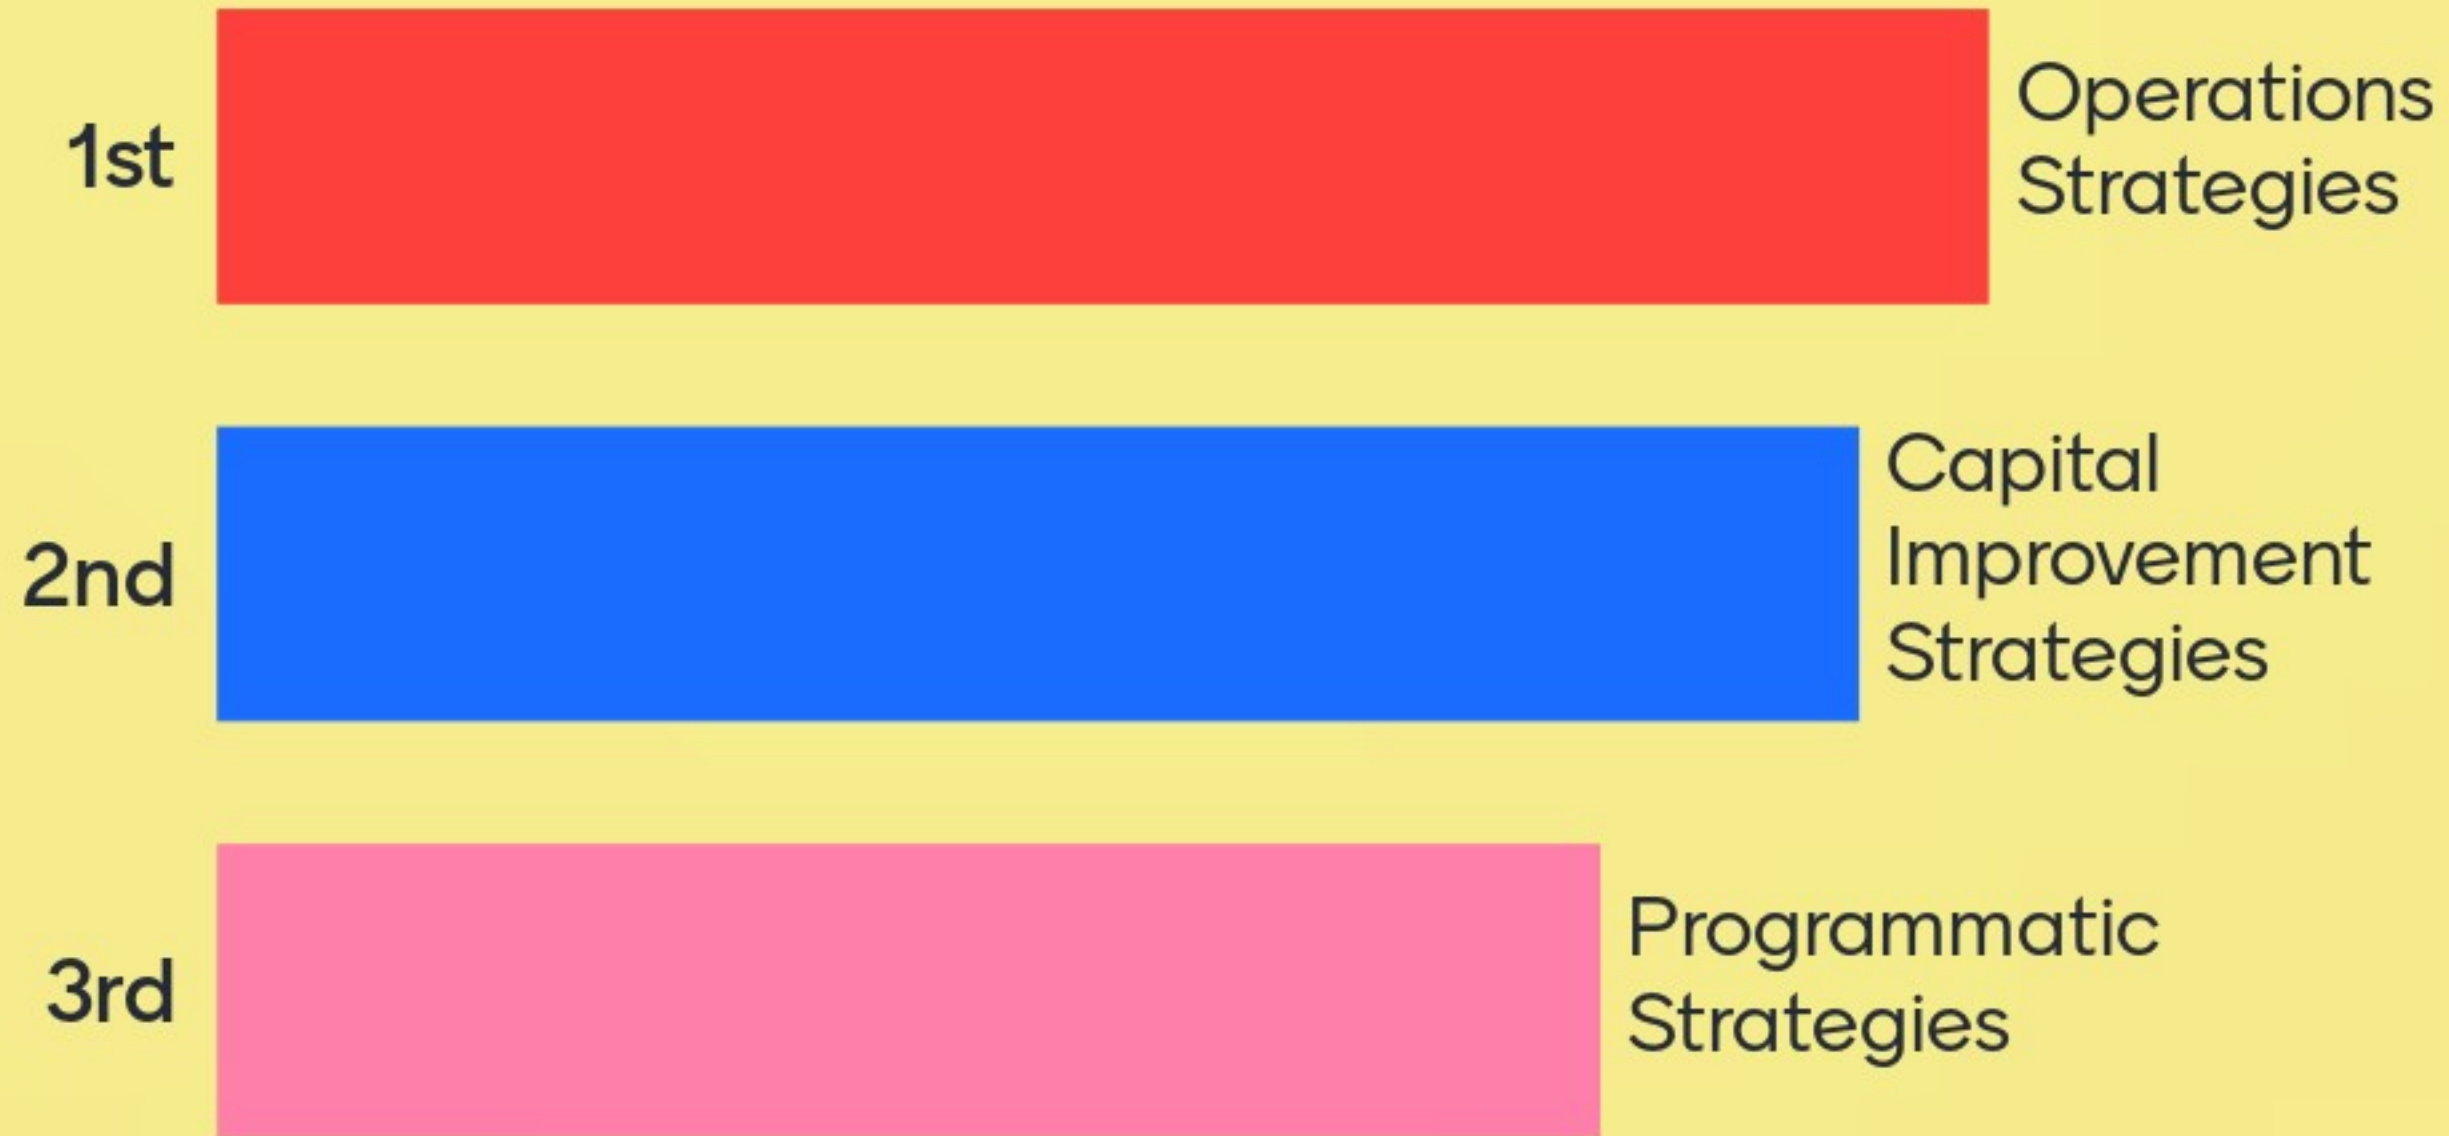 1st
Operations
Strategies
2nd
Capital
Improvement
Strategies
3rd
Programmatic
Strategies